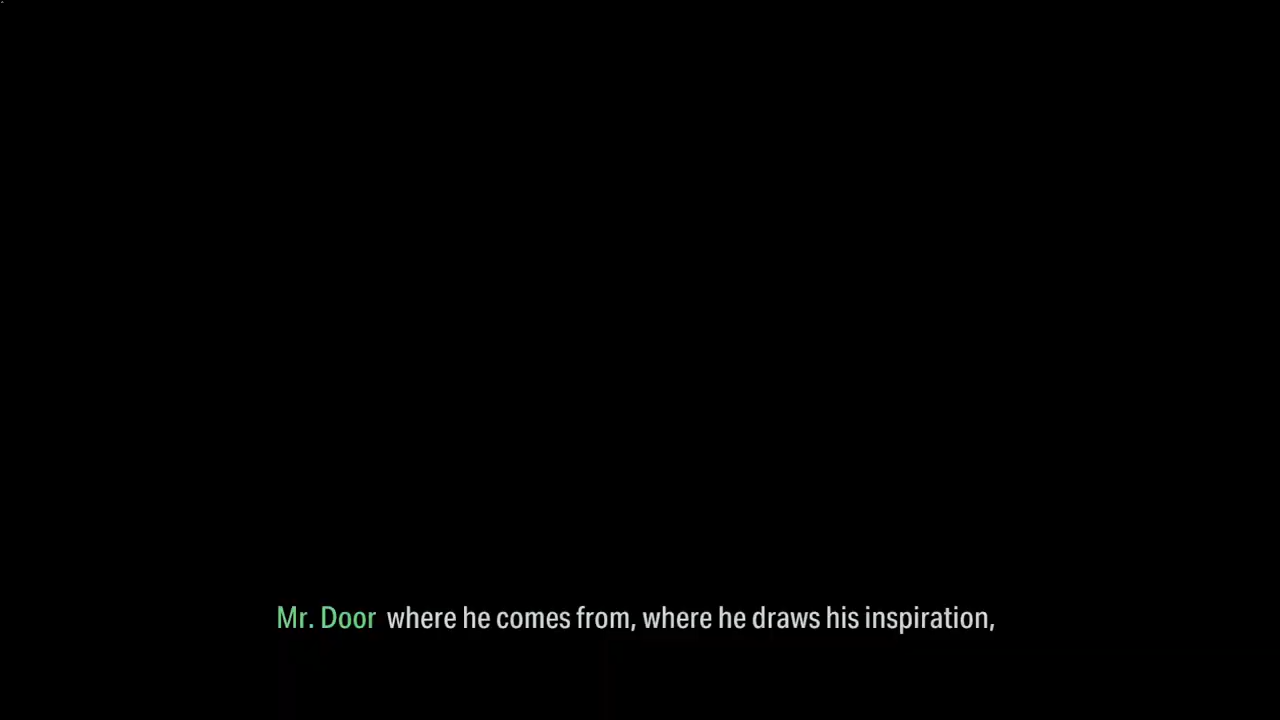 Mr. Door where he comes from, where he draws his inspiration,